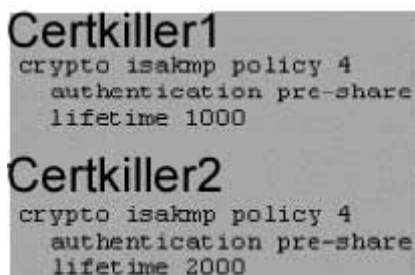 Certkiller1
crypto isakmp policy 4
authentication pre-share
lifetime 1000
Certkiller2
crypto isakmp policy 4
authentication pre-share
lifetime 2000